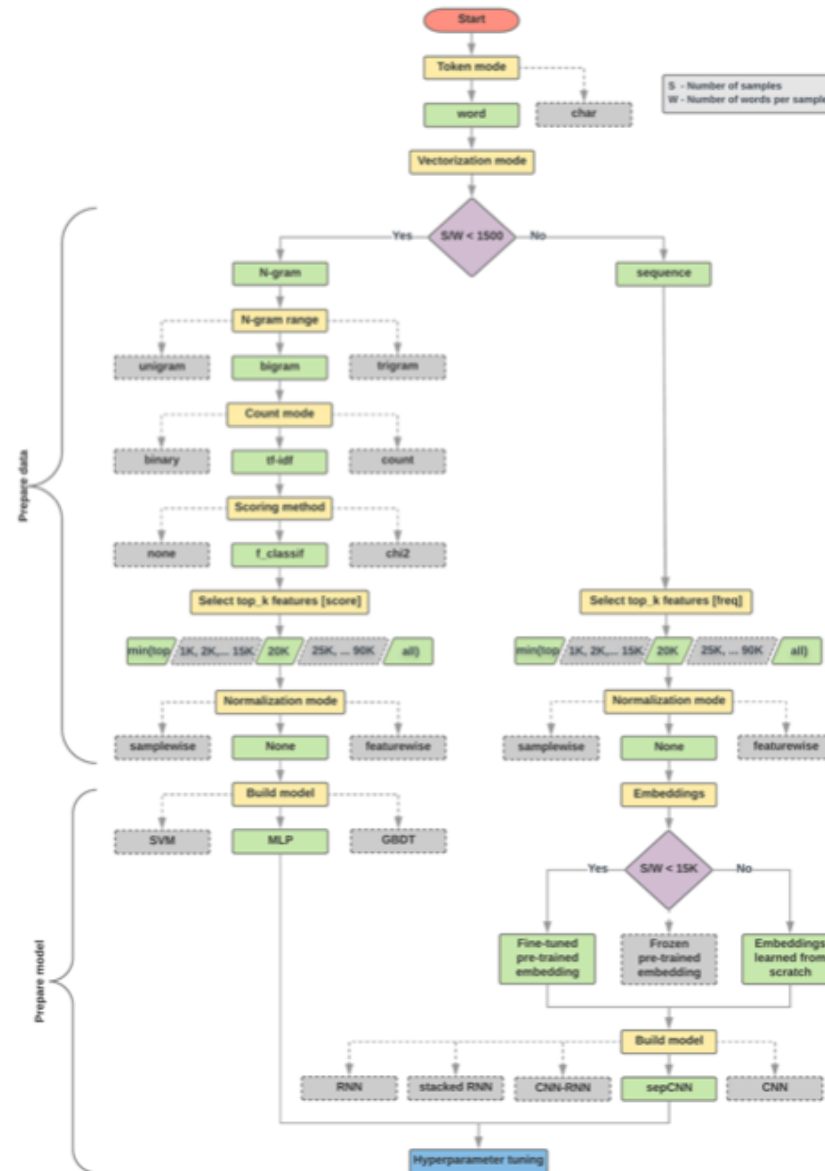 Start
Token mode
S - Number of samples
W - Number of words per sample
word
char
Vectorization mode
Yes
S/W < 1500
No
N-gram
sequence
N-gram range
unigram
bigram
trigram
Count mode
binary
tf-idf
count
Prepare data
Scoring method
none
f_classif
chi2
Select top_k features [score]
Select top_k features [freq]
min(top
1K, 2K,... 15K
20K
25K, ... 90K
all)
min(top
1K, 2K,... 15K
20K
25K, ... 90K
all)
Normalization mode
Normalization mode
samplewise
None
featurewise
samplewise
None
featurewise
Build model
Embeddings
SVM
MLP
GBDT
Yes
S/W < 15K
No
Prepare model
Fine-tuned
pre-trained
embedding
Frozen
pre-trained
embedding
Embeddings
learned from
scratch
Build model
RNN
stacked RNN
CNN-RNN
sepCNN
CNN
Hyperparameter tuning